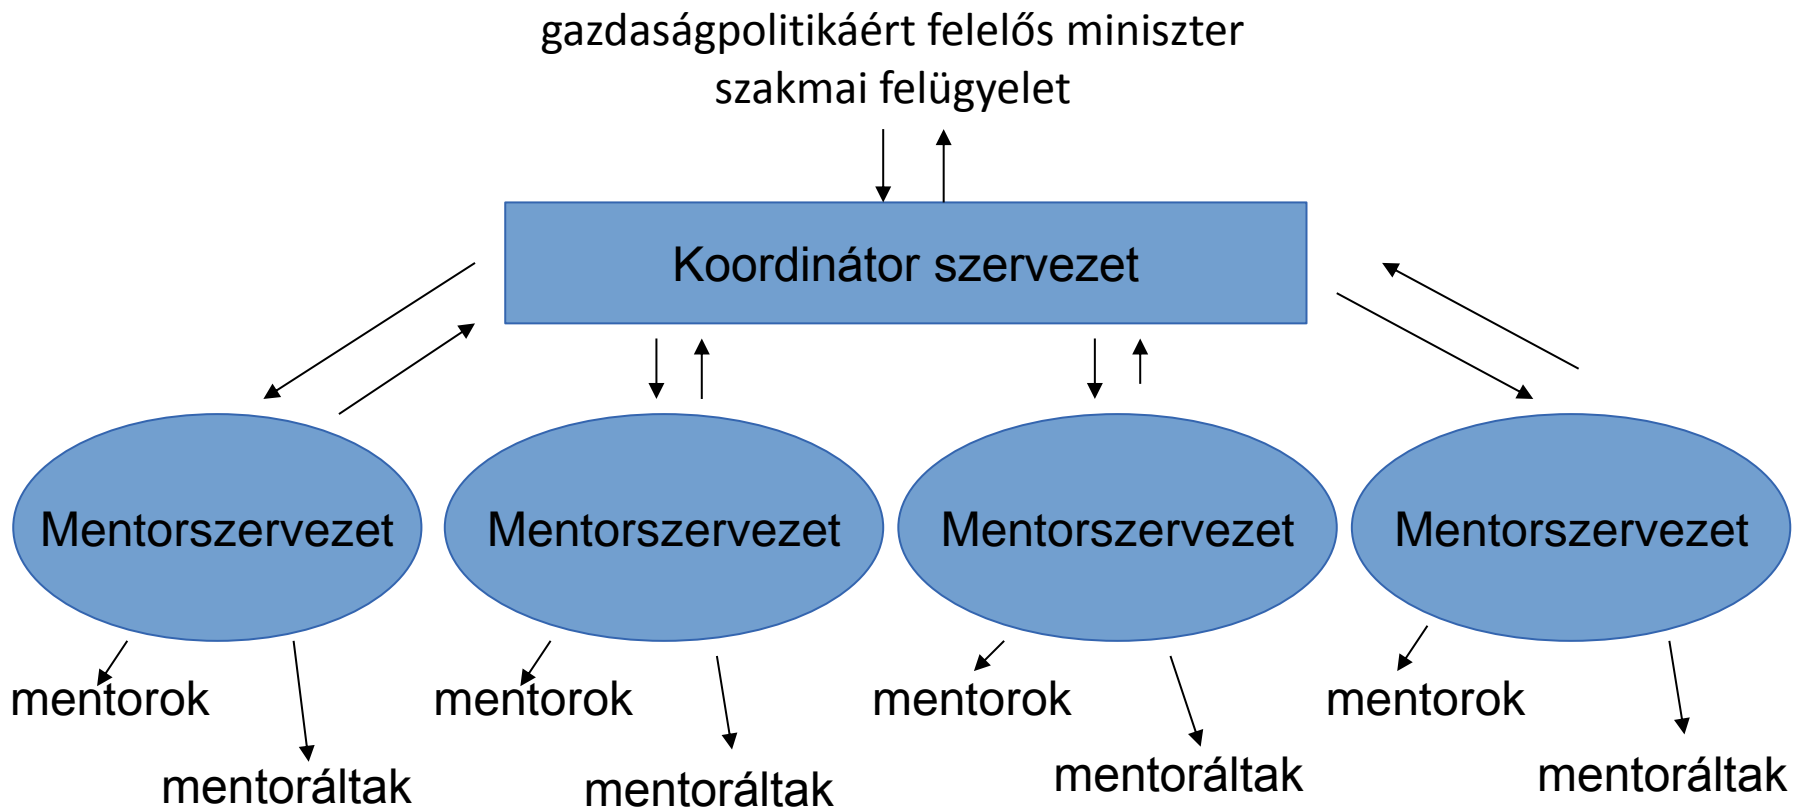 gazdaságpolitikáért felelős miniszter
szakmai felügyelet
Koordinátor szervezet
Mentorszervezet
Mentorszervezet
Mentorszervezet
Mentorszervezet
mentorok
mentorok
mentorok
mentorok
mentoráltak
mentoráltak
mentoráltak
mentoráltak